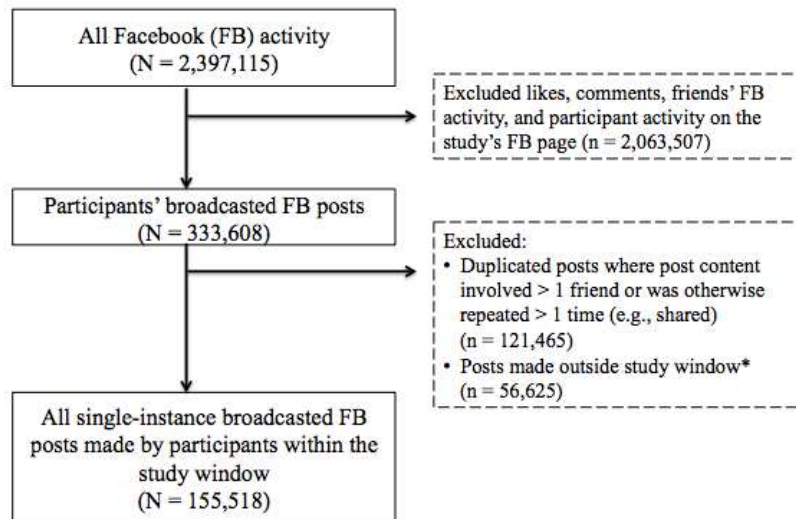 All Facebook (FB) activity
(N = 2,397,115)
Excluded likes, comments, friends’ FB
activity, and participant activity on the
study’s FB page (n = 2,063,507)
Participants’ broadcasted FB posts
(N = 333,608)
Excluded:
• Duplicated posts where post content
involved > 1 friend or was otherwise
repeated > 1 time (e.g., shared)
(n = 121,465)
• Posts made outside study window*
(n = 56,625)
All single-instance broadcasted FB
posts made by participants within the
study window
(N = 155,518)